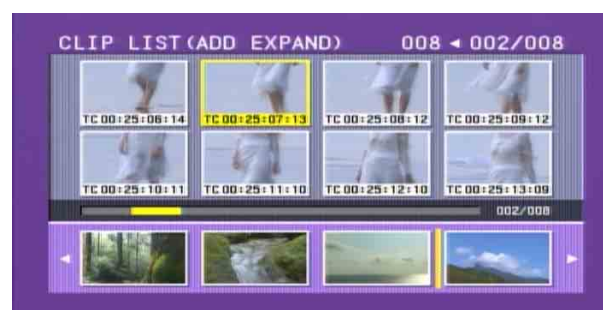 CLIP LIST(ADD EXPAND) 008 ◄ 002/008
TC 00:25:06:14 TC 00:25:07:13 TC 00:25:08:12 TC 00:25:09:12
TC 00:25:10:11 TC 00:25:11:10 TC 00:25:12:10 TC 00:25:13:09
002/008